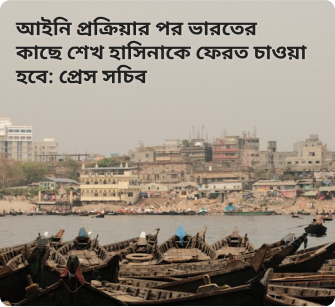 আইনি প্রক্রিয়ার পর ভারতের
কাছে শেখ হাসিনাকে ফেরত চাওয়া
হবে: প্রেস সচিব